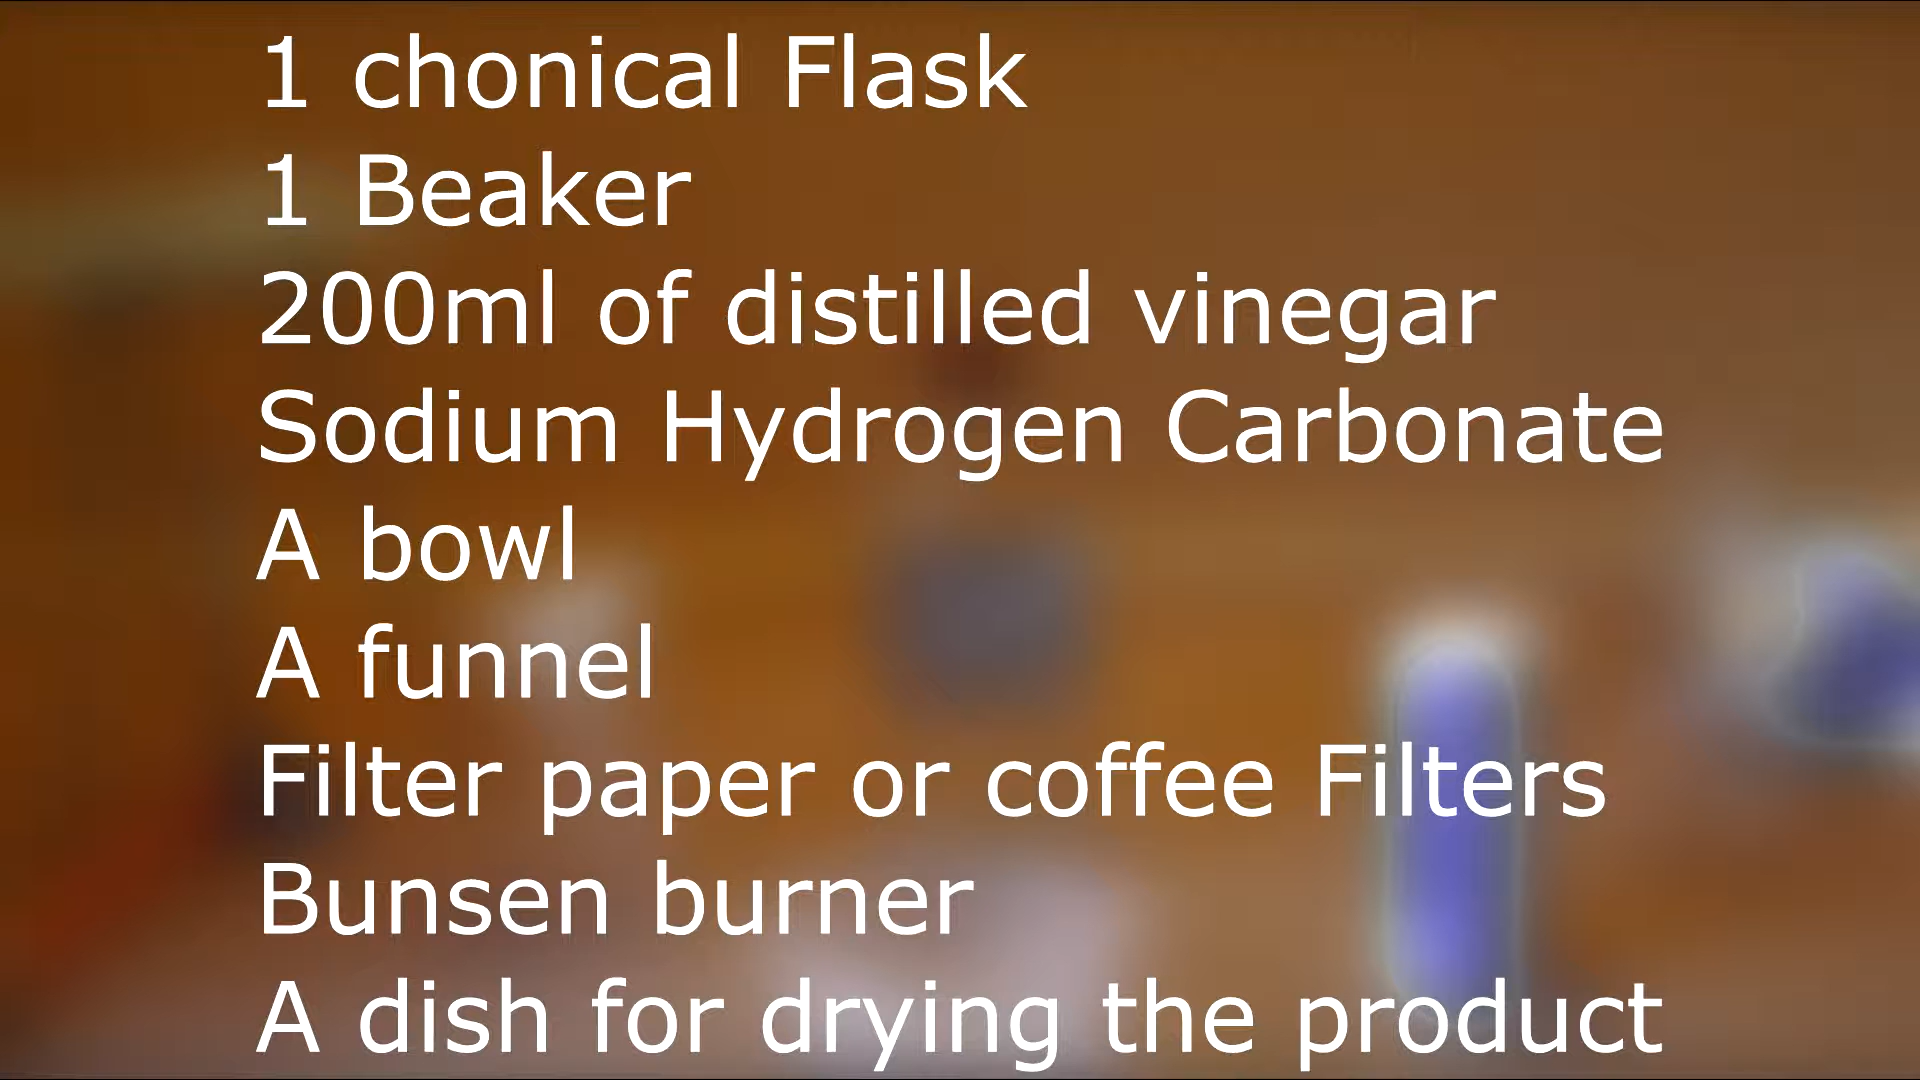 1 chonical Flask
1 Beaker
200ml of distilled vinegar
Sodium Hydrogen Carbonate
A bowl
A funnel
Filter paper or coffee Filters
Bunsen burner
A dish for drying the product